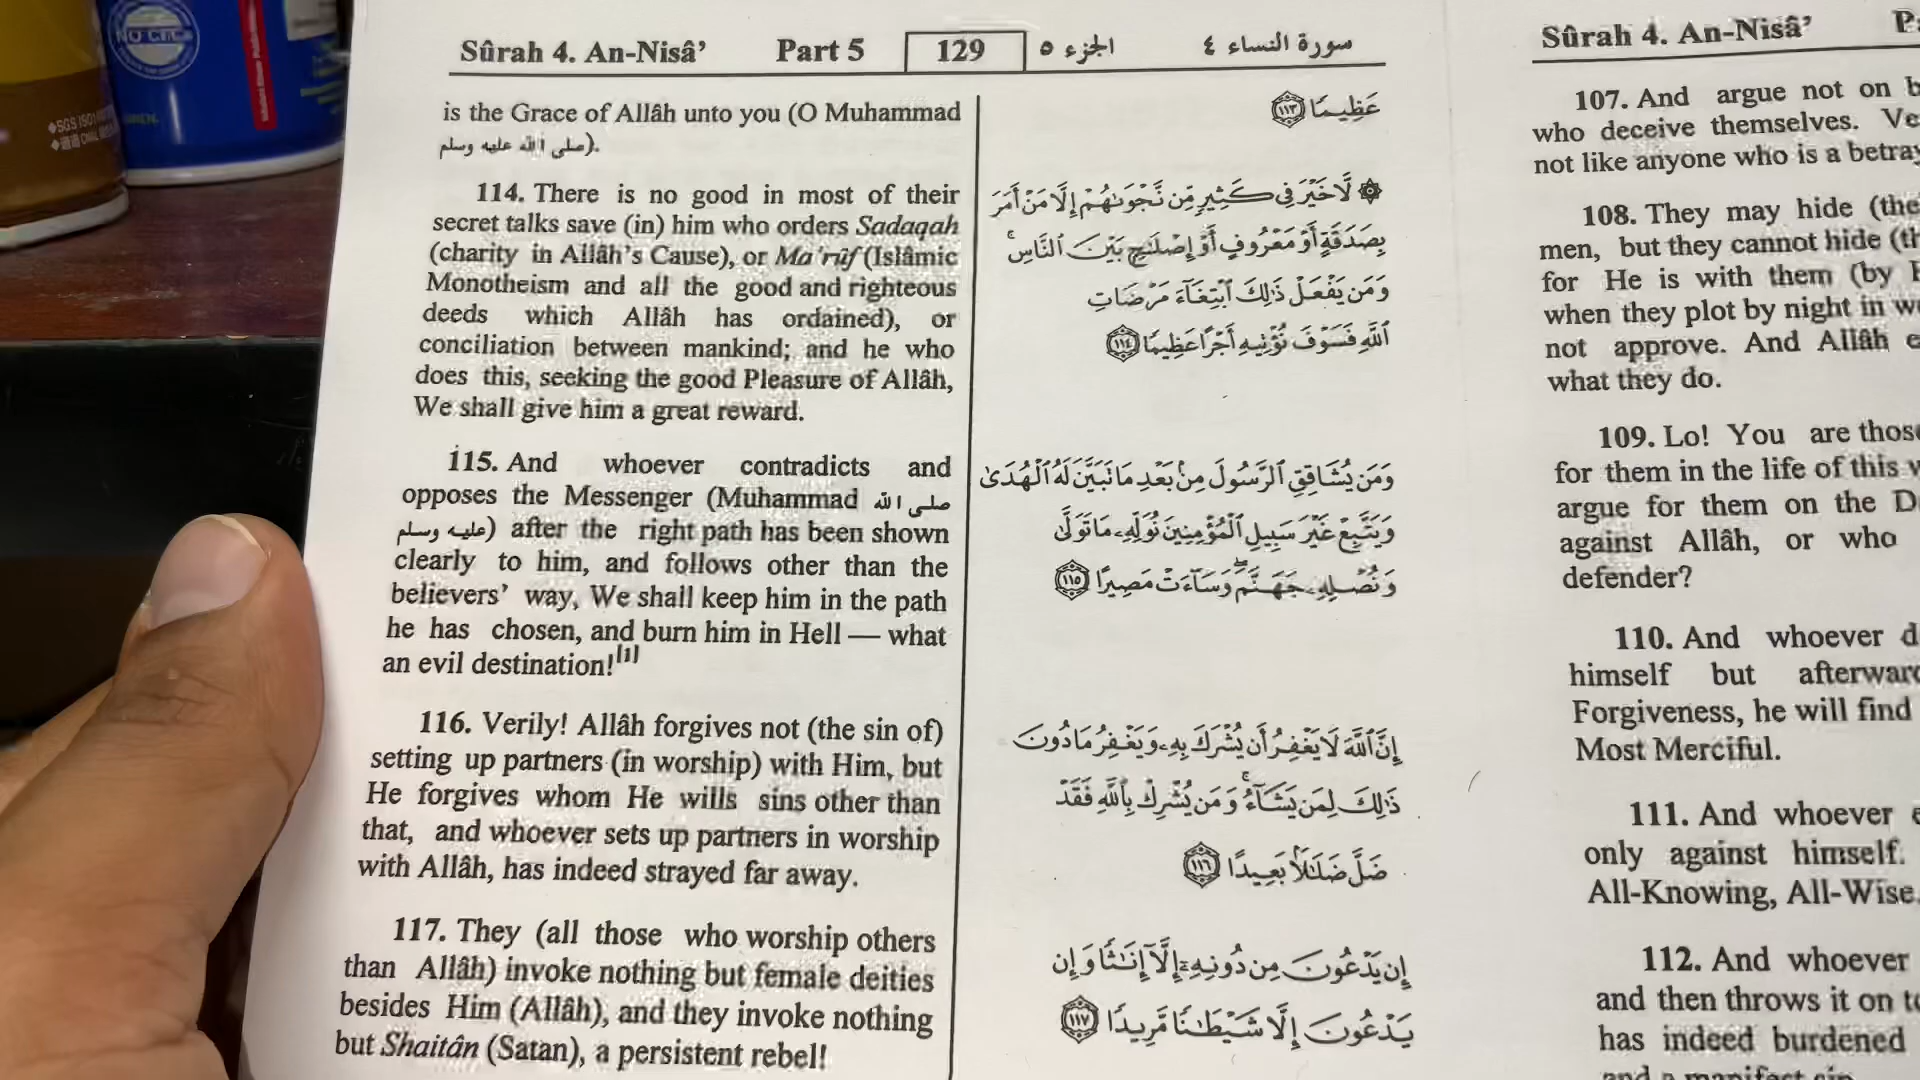 NO CFCs
SGS ISO
Sûrah 4. An-Nisâ’ Part 5 129 الجزء ٥ سورة النساء ٤
is the Grace of Allâh unto you (O Muhammad
صلى الله عليه وسلم).
114. There is no good in most of their
secret talks save (in) him who orders Sadaqah
(charity in Allâh’s Cause), or Ma‘rûf (Islâmic
Monotheism and all the good and righteous
deeds which Allâh has ordained), or
conciliation between mankind; and he who
does this, seeking the good Pleasure of Allâh,
We shall give him a great reward.
115. And whoever contradicts and
opposes the Messenger (Muhammad صلى الله
عليه وسلم) after the right path has been shown
clearly to him, and follows other than the
believers’ way, We shall keep him in the path
he has chosen, and burn him in Hell — what
an evil destination![1]
116. Verily! Allâh forgives not (the sin of)
setting up partners (in worship) with Him, but
He forgives whom He wills sins other than
that, and whoever sets up partners in worship
with Allâh, has indeed strayed far away.
117. They (all those who worship others
than Allâh) invoke nothing but female deities
besides Him (Allâh), and they invoke nothing
but Shaitân (Satan), a persistent rebel!
عَظِيمًا ١١٣
۞ لَّا خَيْرَ فِى كَثِيرٍ مِّن نَّجْوَىٰهُمْ إِلَّا مَنْ أَمَرَ
بِصَدَقَةٍ أَوْ مَعْرُوفٍ أَوْ إِصْلَٰحٍۭ بَيْنَ ٱلنَّاسِ ۚ
وَمَن يَفْعَلْ ذَٰلِكَ ٱبْتِغَآءَ مَرْضَاتِ
ٱللَّهِ فَسَوْفَ نُؤْتِيهِ أَجْرًا عَظِيمًا ١١٤
وَمَن يُشَاقِقِ ٱلرَّسُولَ مِنۢ بَعْدِ مَا تَبَيَّنَ لَهُ ٱلْهُدَىٰ
وَيَتَّبِعْ غَيْرَ سَبِيلِ ٱلْمُؤْمِنِينَ نُوَلِّهِۦ مَا تَوَلَّىٰ
وَنُصْلِهِۦ جَهَنَّمَ ۖ وَسَآءَتْ مَصِيرًا ١١٥
إِنَّ ٱللَّهَ لَا يَغْفِرُ أَن يُشْرَكَ بِهِۦ وَيَغْفِرُ مَا دُونَ
ذَٰلِكَ لِمَن يَشَآءُ ۚ وَمَن يُشْرِكْ بِٱللَّهِ فَقَدْ
ضَلَّ ضَلَٰلًۢا بَعِيدًا ١١٦
إِن يَدْعُونَ مِن دُونِهِۦٓ إِلَّآ إِنَٰثًا وَإِن
يَدْعُونَ إِلَّا شَيْطَٰنًا مَّرِيدًا ١١٧
Sûrah 4. An-Nisâ’
107. And argue not on
who deceive themselves.
not like anyone who is a
108. They may hide
men, but they cannot hide
for He is with them (by
when they plot by night in
not approve. And Allâh
what they do.
109. Lo! You are
for them in the life of this
argue for them on the
against Allâh, or who
defender?
110. And whoever
himself but
Forgiveness, he will find
Most Merciful.
111. And whoever
only against himself.
All-Knowing, All-Wise.
112. And whoever
and then throws it on
has indeed burdened
and a manifest sin